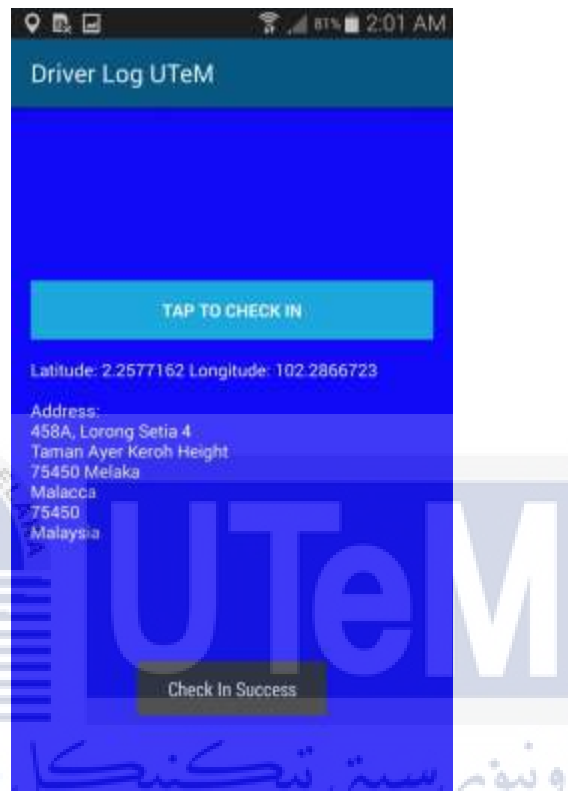 81% 2:01 AM
Driver Log UTeM
TAP TO CHECK IN
Latitude: 2.2577162 Longitude: 102.2866723
Address:
458A, Lorong Setia 4
Taman Ayer Keroh Height
75450 Melaka
Malacca
75450
Malaysia
UTeM
Check In Success